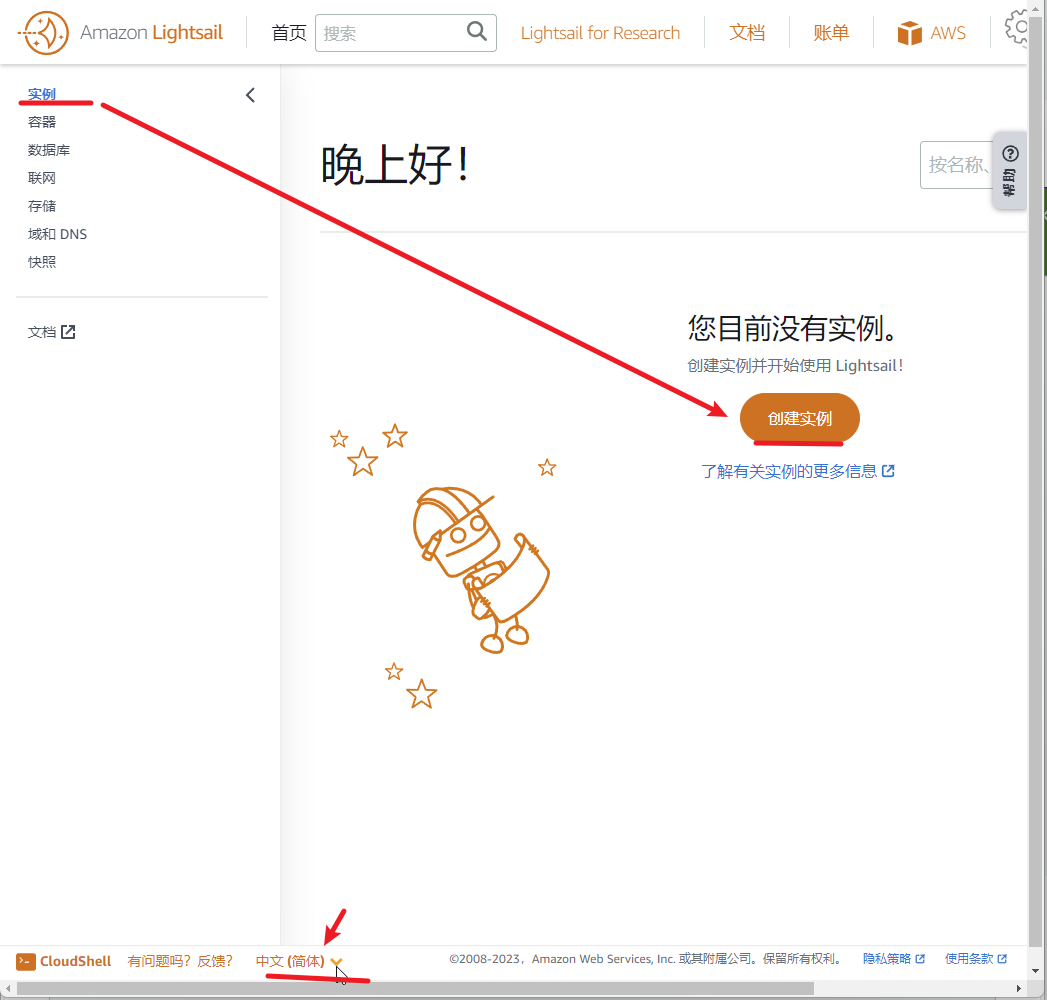 Amazon Lightsail
首页
搜索
Lightsail for Research
文档
账单
AWS
实例
容器
数据库
联网
存储
域和 DNS
快照
文档
晚上好!
按名称、
帮助
您目前没有实例。
创建实例并开始使用 Lightsail!
创建实例
了解有关实例的更多信息
CloudShell
有问题吗? 反馈?
中文 (简体)
©2008-2023, Amazon Web Services, Inc. 或其附属公司。保留所有权利。
隐私策略
使用条款